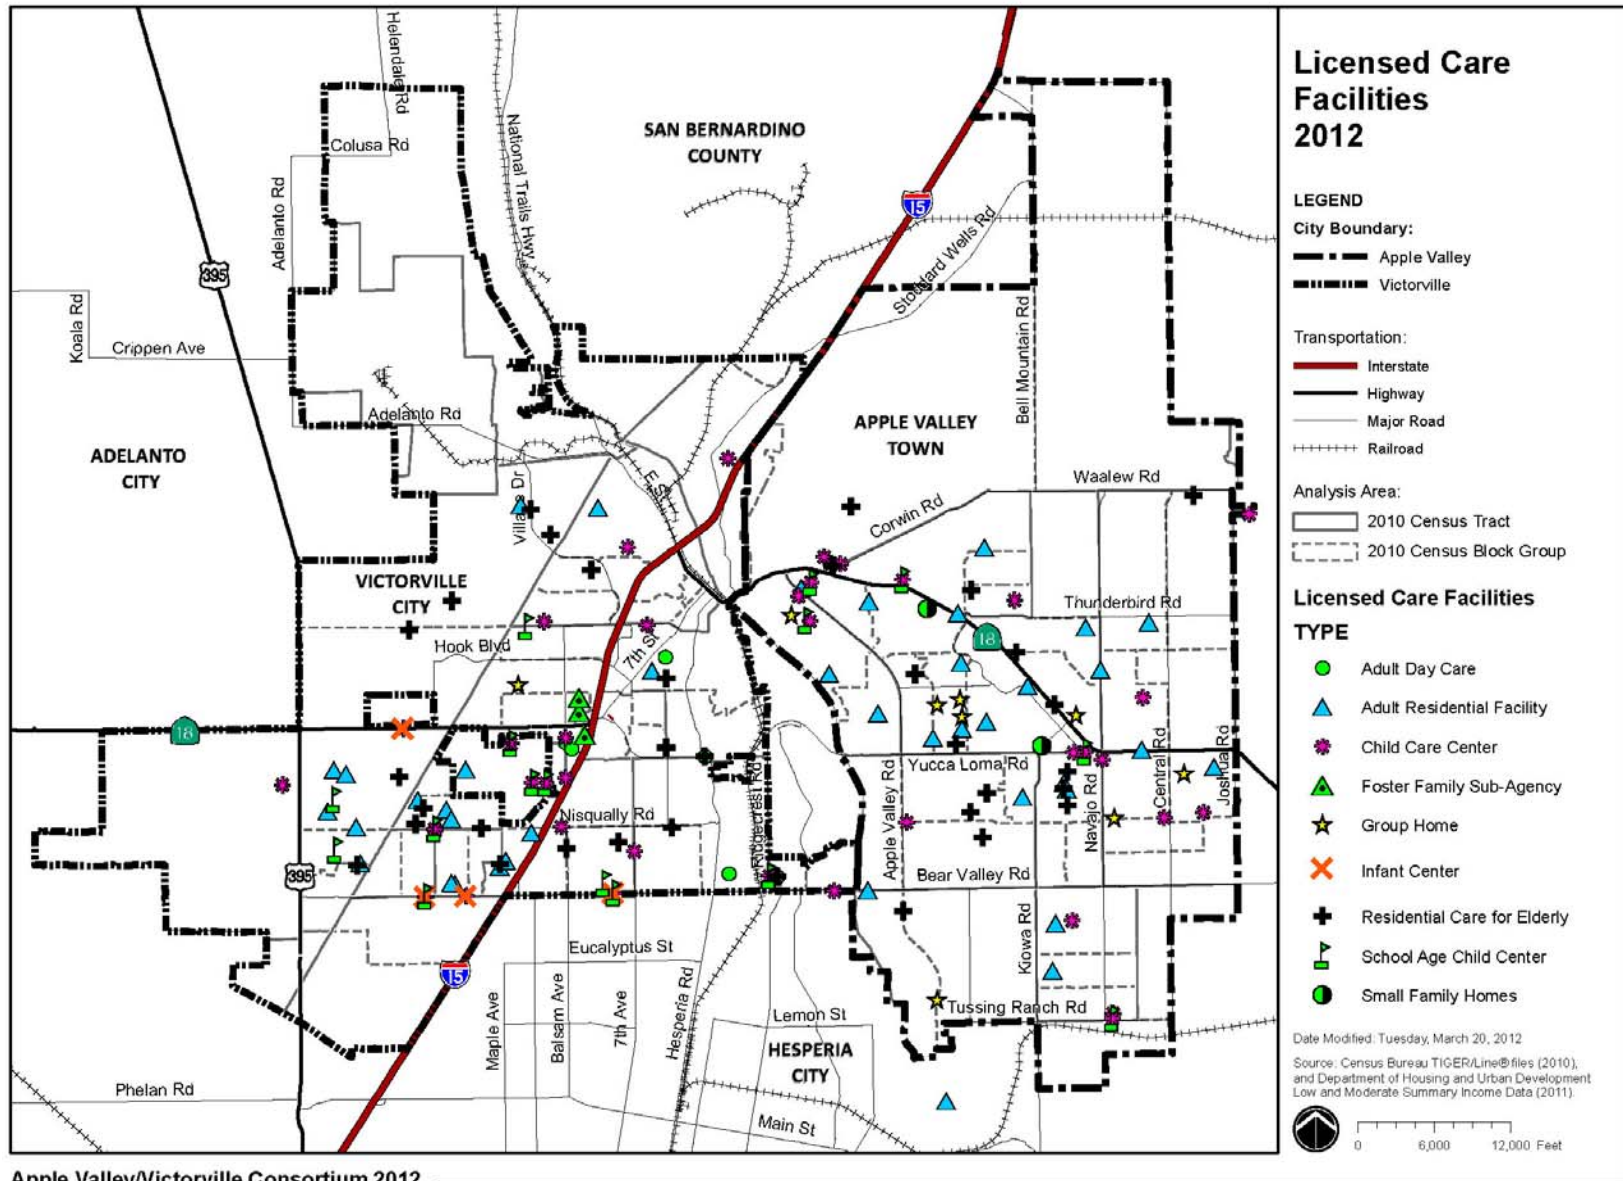 Helendale Rd
Colusa Rd
National Trails Hwy
SAN BERNARDINO
COUNTY
15
Adelanto Rd
395
Stoddard Wells Rd
Koala Rd
Crippen Ave
Bell Mountain Rd
Adelanto Rd
APPLE VALLEY
TOWN
ADELANTO
CITY
E St
Waalew Rd
Village Dr
Corwin Rd
VICTORVILLE
CITY
Thunderbird Rd
18
Hook Blvd
7th St
18
Yucca Loma Rd
Apple Valley Rd
Navajo Rd
Central Rd
Joshua Rd
Ridgecrest Rd
Nisqually Rd
395
Bear Valley Rd
Kiowa Rd
Eucalyptus St
15
Maple Ave
Balsam Ave
7th Ave
Hesperia Rd
Tussing Ranch Rd
Lemon St
HESPERIA
CITY
Phelan Rd
Main St
Licensed Care
Facilities
2012
LEGEND
City Boundary:
Apple Valley
Victorville
Transportation:
Interstate
Highway
Major Road
Railroad
Analysis Area:
2010 Census Tract
2010 Census Block Group
Licensed Care Facilities
TYPE
Adult Day Care
Adult Residential Facility
Child Care Center
Foster Family Sub-Agency
Group Home
Infant Center
Residential Care for Elderly
School Age Child Center
Small Family Homes
Date Modified: Tuesday, March 20, 2012
Source: Census Bureau TIGER/Line® files (2010),
and Department of Housing and Urban Development
Low and Moderate Summary Income Data (2011).
0 6,000 12,000 Feet
Apple Valley/Victorville Consortium 2012